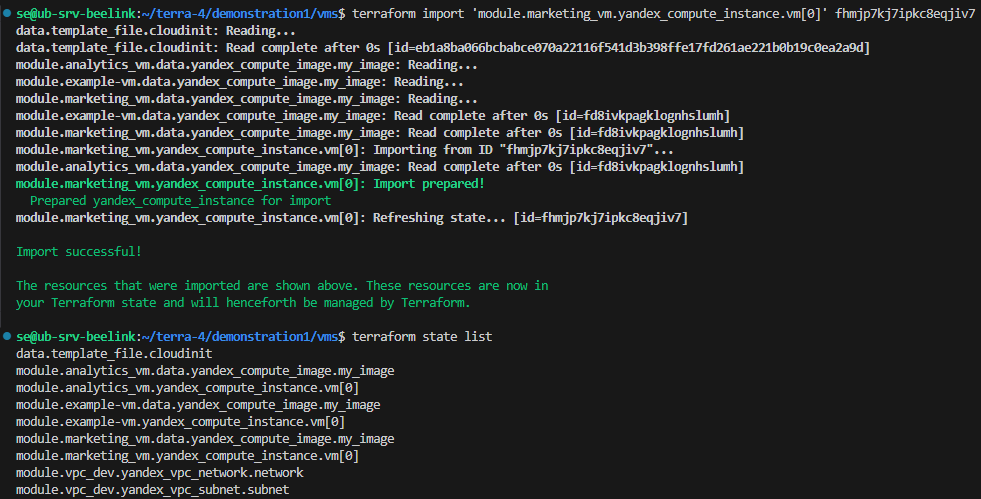 se@ub-srv-beelink:~/terra-4/demonstration1/vms$ terraform import 'module.marketing_vm.yandex_compute_instance.vm[0]' fhmjp7kj7ipkc8eqjiv7
data.template_file.cloudinit: Reading...
data.template_file.cloudinit: Read complete after 0s [id=eb1a8ba066bcbabce070a22116f541d3b398ffe17fd261ae221b0b19c0ea2a9d]
module.analytics_vm.data.yandex_compute_image.my_image: Reading...
module.example-vm.data.yandex_compute_image.my_image: Reading...
module.marketing_vm.data.yandex_compute_image.my_image: Reading...
module.example-vm.data.yandex_compute_image.my_image: Read complete after 0s [id=fd8ivkpagklognhslumh]
module.marketing_vm.data.yandex_compute_image.my_image: Read complete after 0s [id=fd8ivkpagklognhslumh]
module.marketing_vm.yandex_compute_instance.vm[0]: Importing from ID "fhmjp7kj7ipkc8eqjiv7"...
module.analytics_vm.data.yandex_compute_image.my_image: Read complete after 0s [id=fd8ivkpagklognhslumh]
module.marketing_vm.yandex_compute_instance.vm[0]: Import prepared!
  Prepared yandex_compute_instance for import
module.marketing_vm.yandex_compute_instance.vm[0]: Refreshing state... [id=fhmjp7kj7ipkc8eqjiv7]
Import successful!
The resources that were imported are shown above. These resources are now in
your Terraform state and will henceforth be managed by Terraform.
se@ub-srv-beelink:~/terra-4/demonstration1/vms$ terraform state list
data.template_file.cloudinit
module.analytics_vm.data.yandex_compute_image.my_image
module.analytics_vm.yandex_compute_instance.vm[0]
module.example-vm.data.yandex_compute_image.my_image
module.example-vm.yandex_compute_instance.vm[0]
module.marketing_vm.data.yandex_compute_image.my_image
module.marketing_vm.yandex_compute_instance.vm[0]
module.vpc_dev.yandex_vpc_network.network
module.vpc_dev.yandex_vpc_subnet.subnet